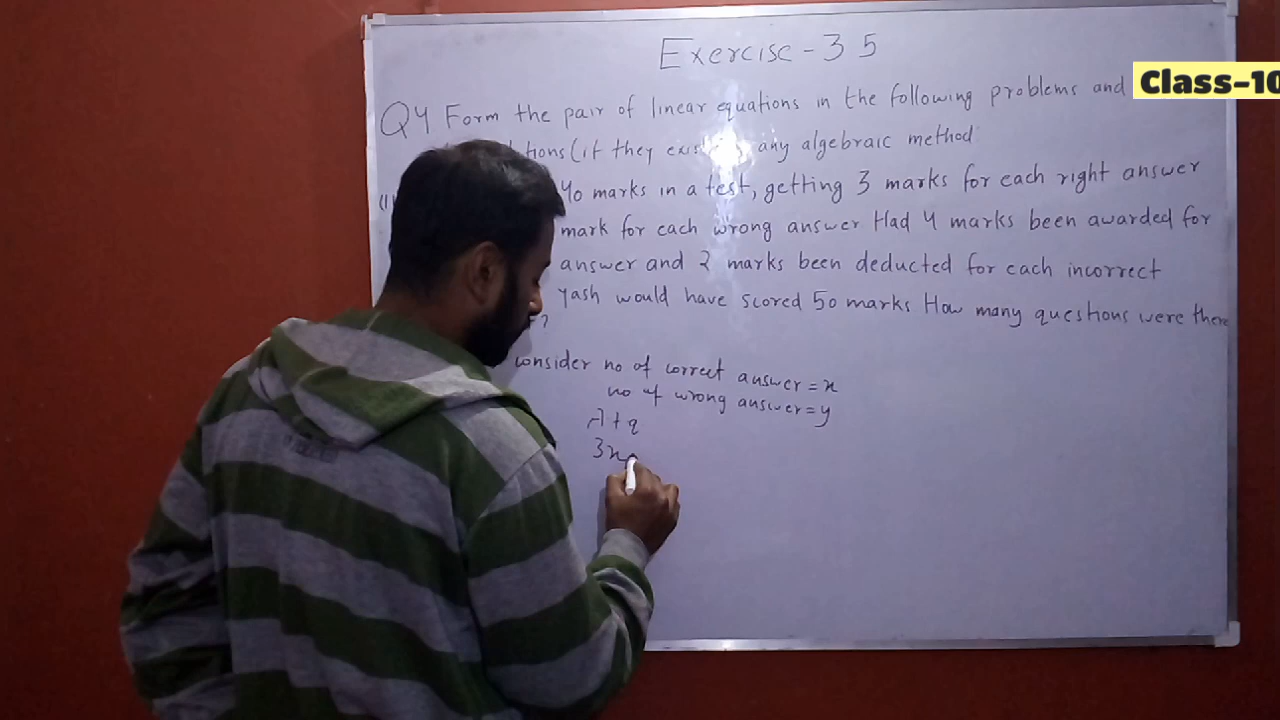 Exercise - 3 5
Class-10
Q4 Form the pair of linear equations in the following problems and
tions (if they exist any algebraic method
40 marks in a test, getting 3 marks for each right answer
mark for each wrong answer Had 4 marks been awarded for
answer and 2 marks been deducted for each incorrect
Yash would have scored 50 marks How many questions were there
consider no of correct answer = x
no of wrong answer = y
3x